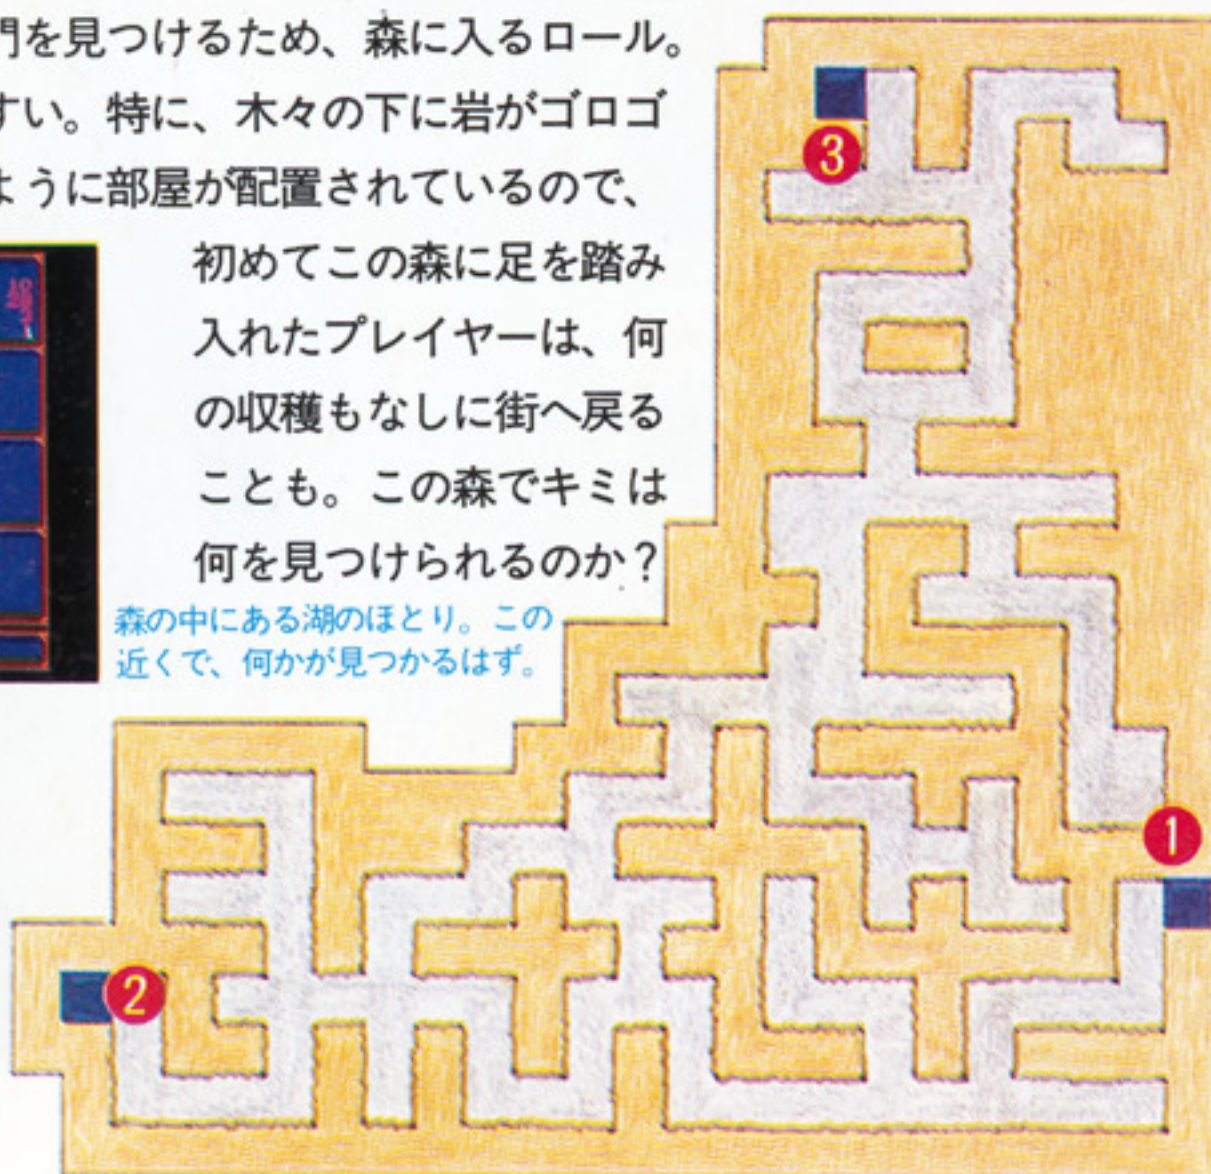 門を見つけるため、森に入るロール。
すい。特に、木々の下に岩がゴロゴ
ように部屋が配置されているので、
初めてこの森に足を踏み
入れたプレイヤーは、何
の収穫もなしに街へ戻る
ことも。この森でキミは
何を見つけられるのか?
森の中にある湖のほとり。この
近くで、何かが見つかるはず。
3
1
2